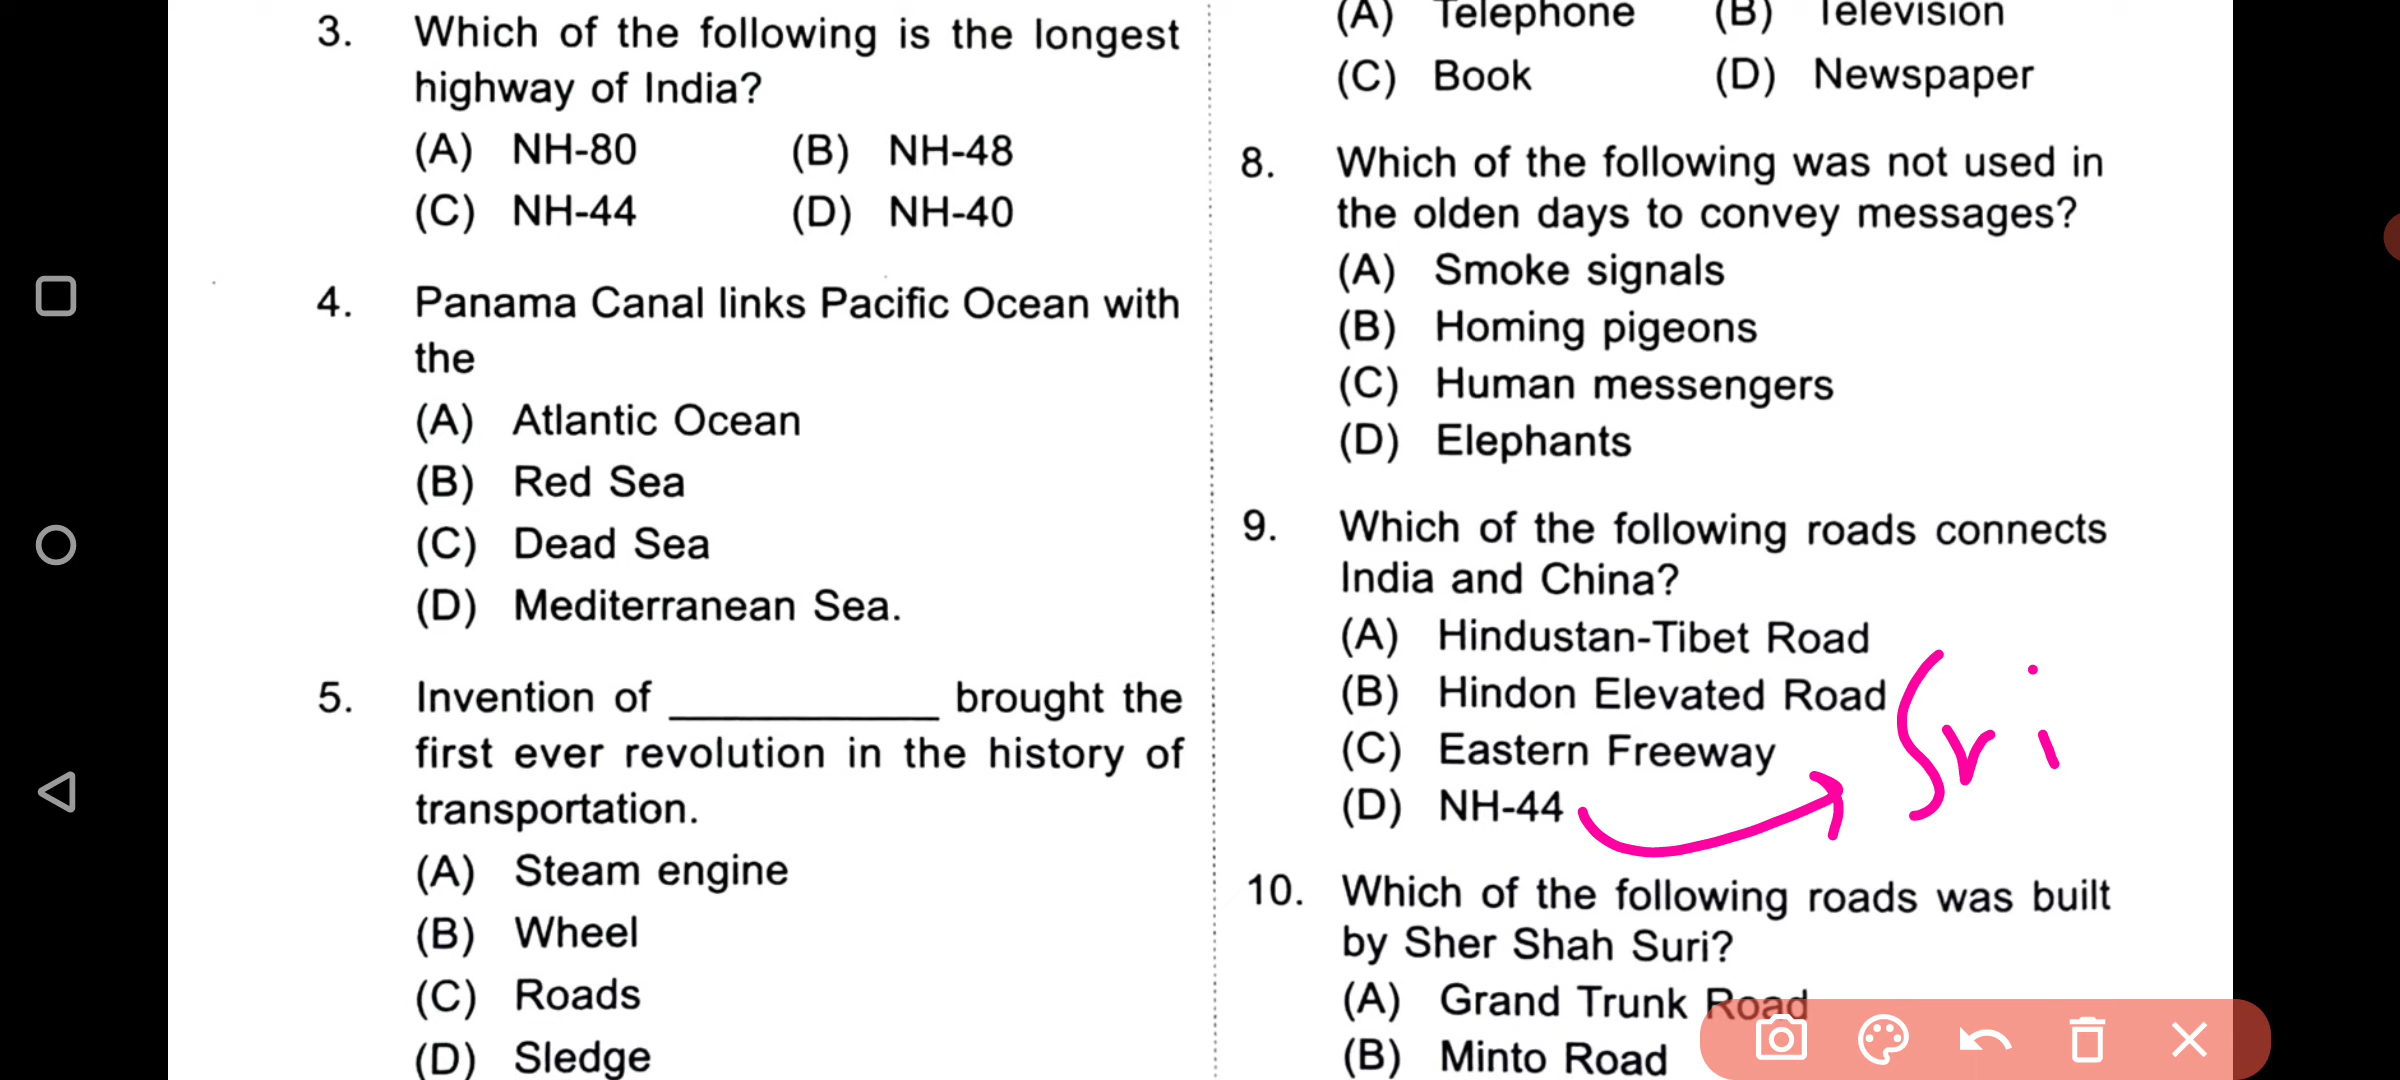 3. Which of the following is the longest
highway of India?
(A) NH-80 (B) NH-48
(C) NH-44 (D) NH-40
4. Panama Canal links Pacific Ocean with
the
(A) Atlantic Ocean
(B) Red Sea
(C) Dead Sea
(D) Mediterranean Sea.
5. Invention of ____________ brought the
first ever revolution in the history of
transportation.
(A) Steam engine
(B) Wheel
(C) Roads
(D) Sledge
(A) Telephone (B) Television
(C) Book (D) Newspaper
8. Which of the following was not used in
the olden days to convey messages?
(A) Smoke signals
(B) Homing pigeons
(C) Human messengers
(D) Elephants
9. Which of the following roads connects
India and China?
(A) Hindustan-Tibet Road
(B) Hindon Elevated Road
(C) Eastern Freeway
(D) NH-44
Sri
10. Which of the following roads was built
by Sher Shah Suri?
(A) Grand Trunk Road
(B) Minto Road